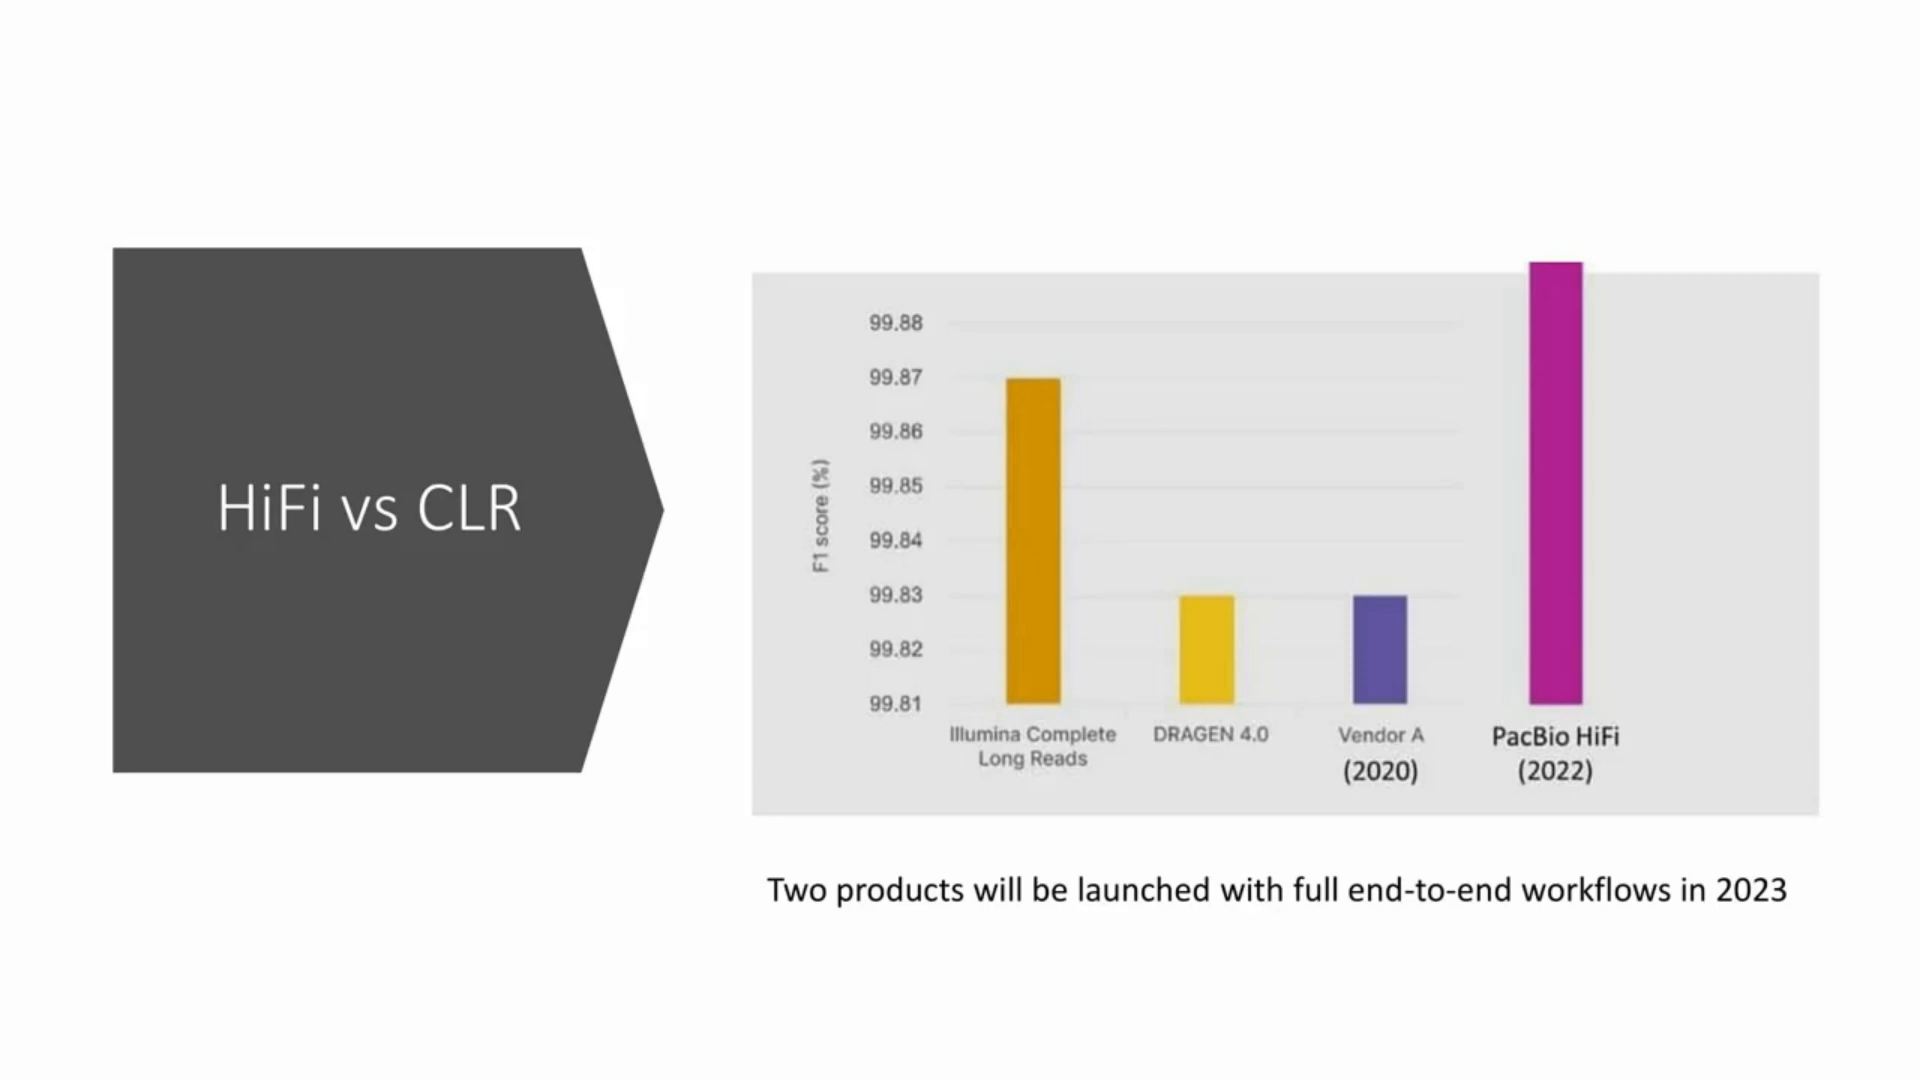 HiFi vs CLR
99.88
99.87
99.86
99.85
99.84
99.83
99.82
99.81
F1 score (%)
Illumina Complete
Long Reads
DRAGEN 4.0
Vendor A
(2020)
PacBio HiFi
(2022)
Two products will be launched with full end-to-end workflows in 2023